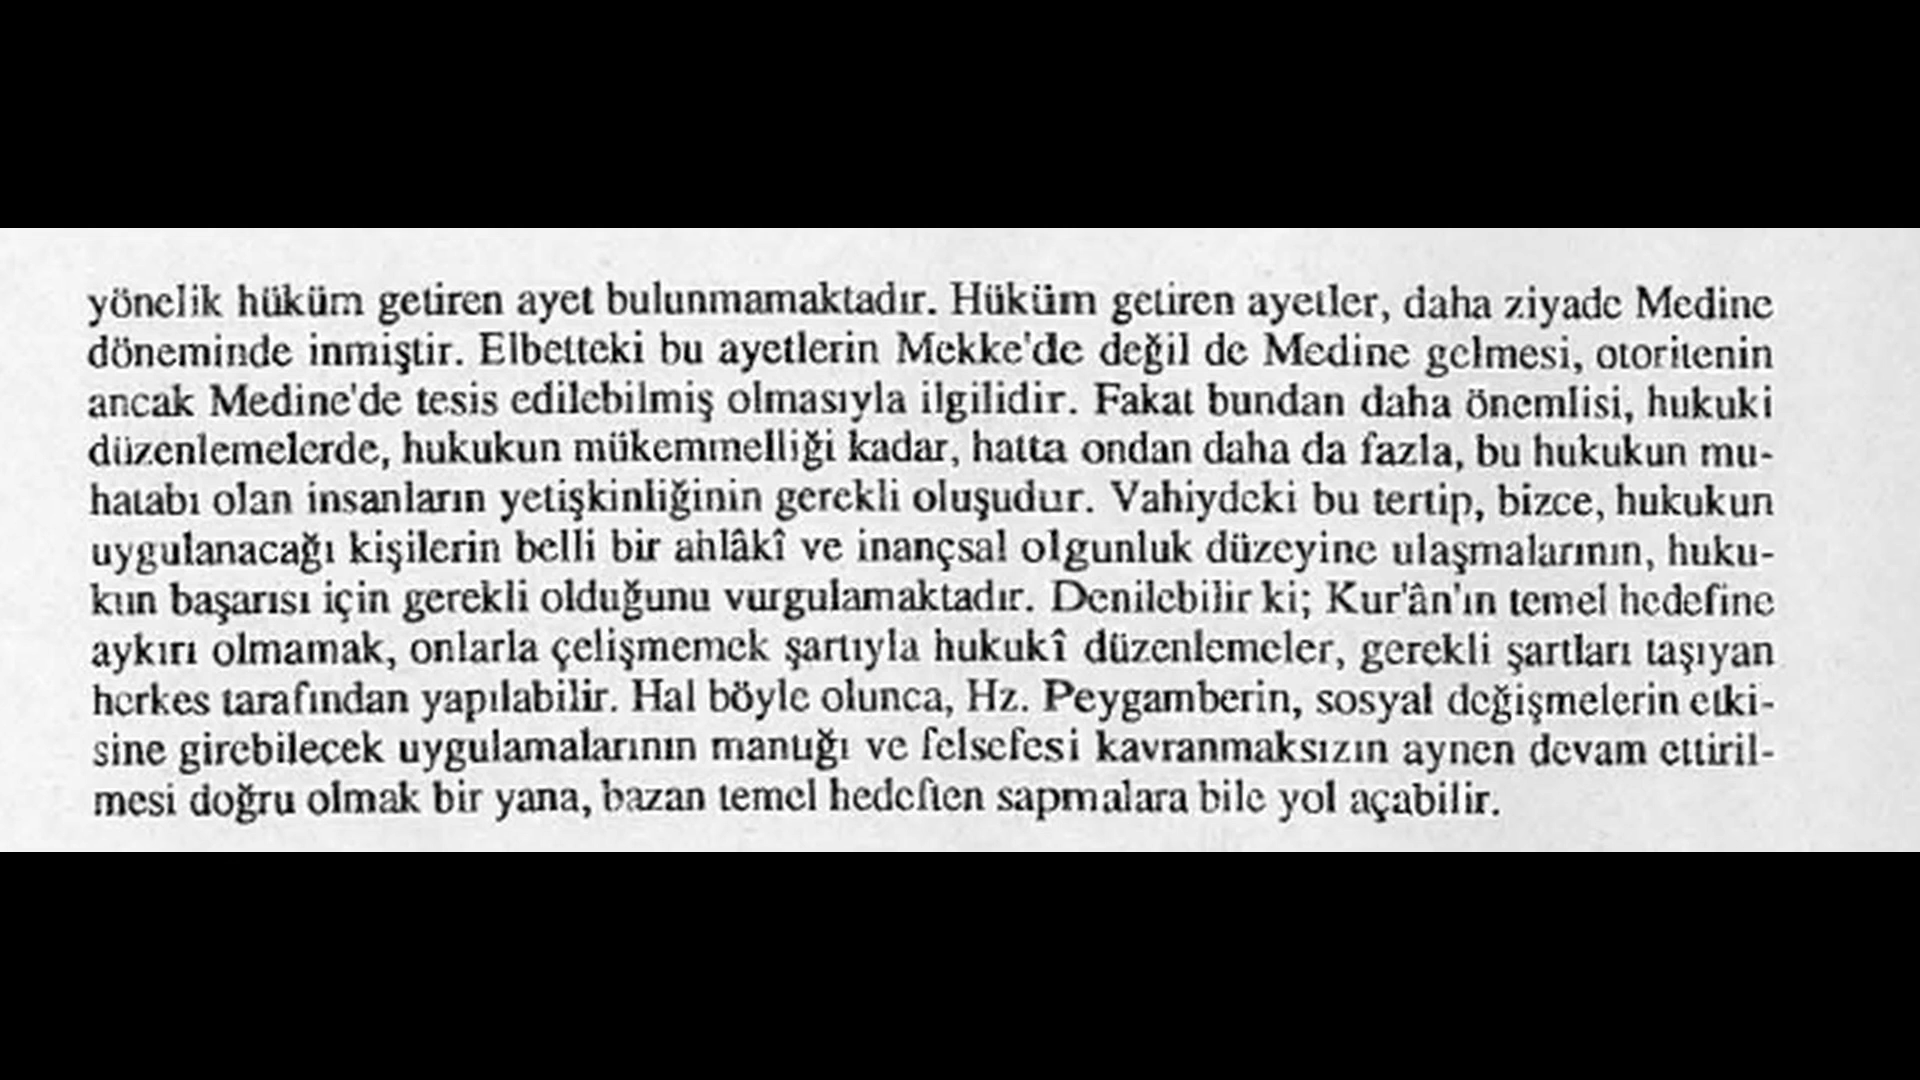 yönelik hüküm getiren ayet bulunmamaktadır. Hüküm getiren ayetler, daha ziyade Medine
döneminde inmiştir. Elbetteki bu ayetlerin Mekke'de değil de Medine gelmesi, otoritenin
ancak Medine'de tesis edilebilmiş olmasıyla ilgilidir. Fakat bundan daha önemlisi, hukuki
düzenlemelerde, hukukun mükemmelliği kadar, hatta ondan daha da fazla, bu hukukun mu-
hatabı olan insanların yetişkinliğinin gerekli oluşudur. Vahiydeki bu tertip, bizce, hukukun
uygulanacağı kişilerin belli bir ahlâkî ve inançsal olgunluk düzeyine ulaşmalarının, huku-
kun başarısı için gerekli olduğunu vurgulamaktadır. Denilebilir ki; Kur'ân'ın temel hedefine
aykırı olmamak, onlarla çelişmemek şartıyla hukukî düzenlemeler, gerekli şartları taşıyan
herkes tarafından yapılabilir. Hal böyle olunca, Hz. Peygamberin, sosyal değişmelerin etki-
sine girebilecek uygulamalarının mantığı ve felsefesi kavranmaksızın aynen devam ettiril-
mesi doğru olmak bir yana, bazan temel hedeften sapmalara bile yol açabilir.